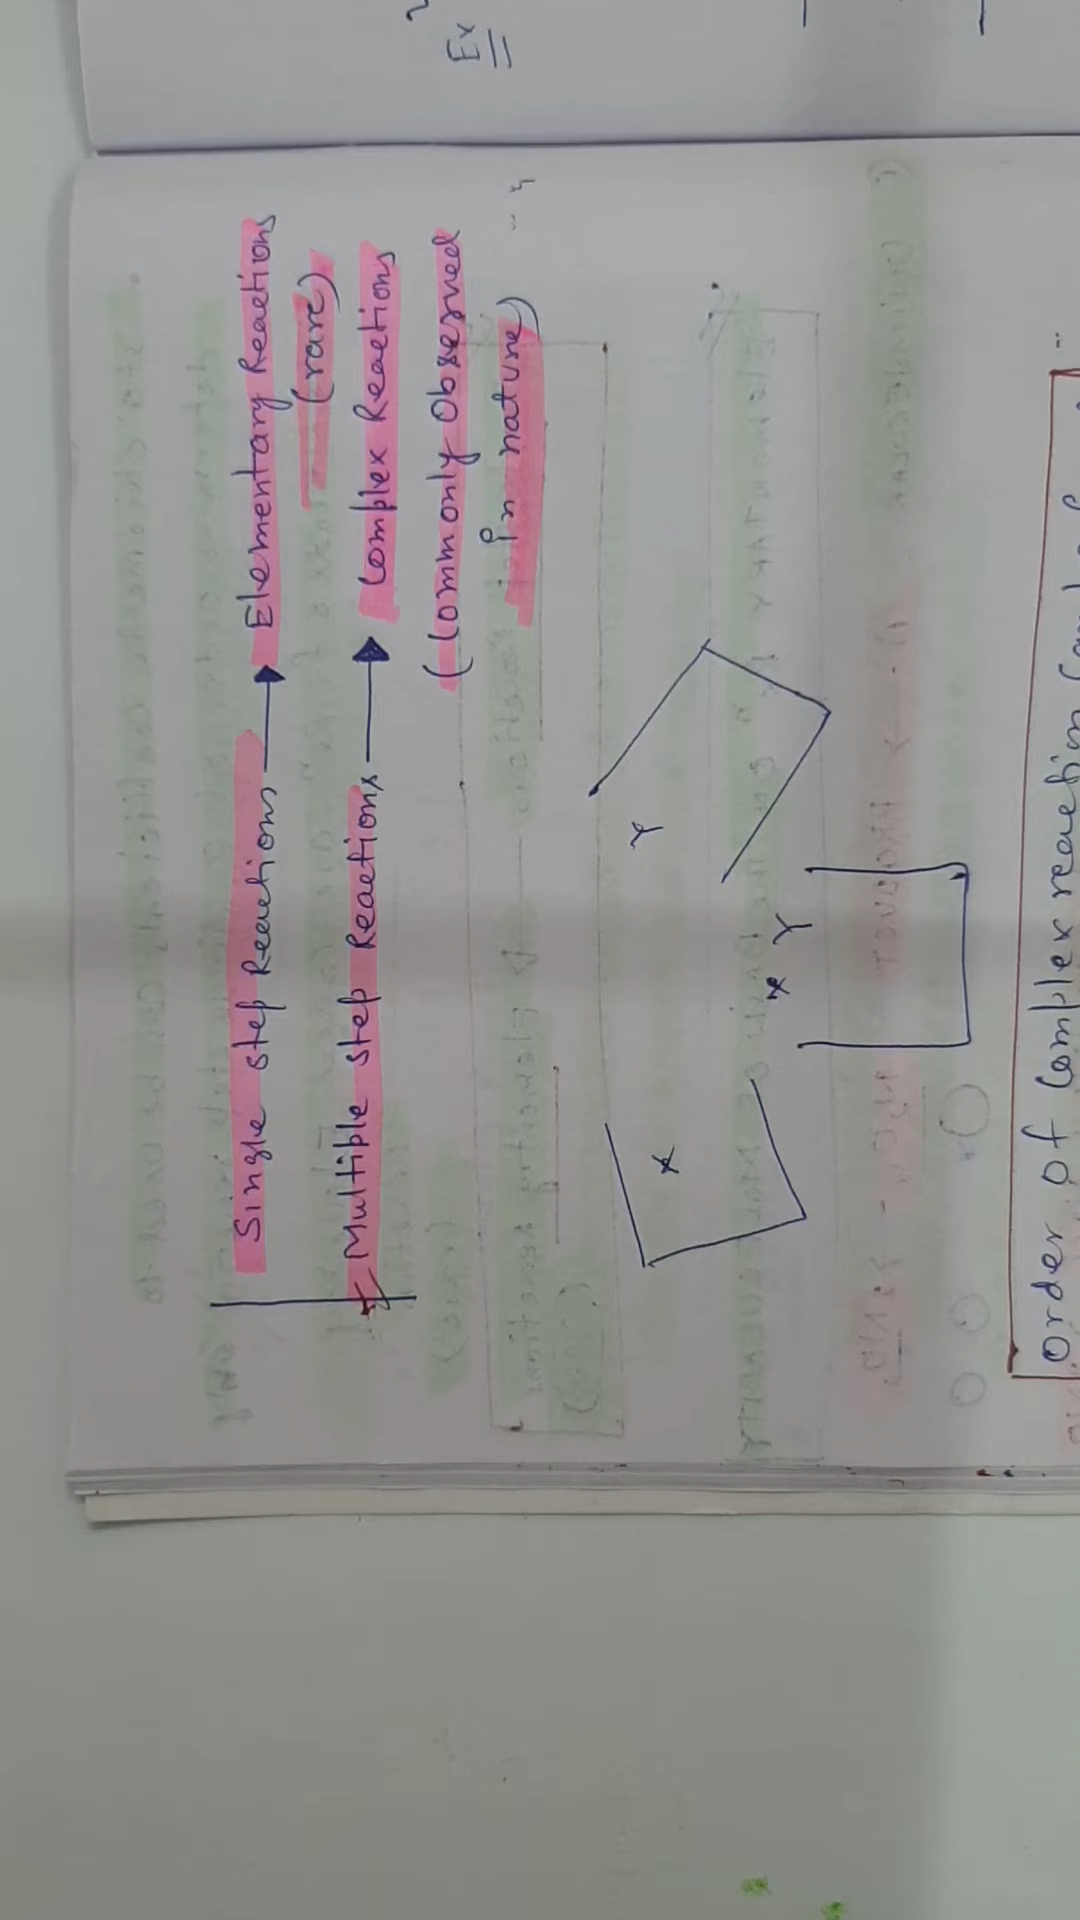 Single step Reactions → Elementary Reactions
(rare)
* Multiple step Reactions → Complex Reactions
(Commonly Observed
in nature)
X
Y
X Y
Order of Complex reaction
Ex